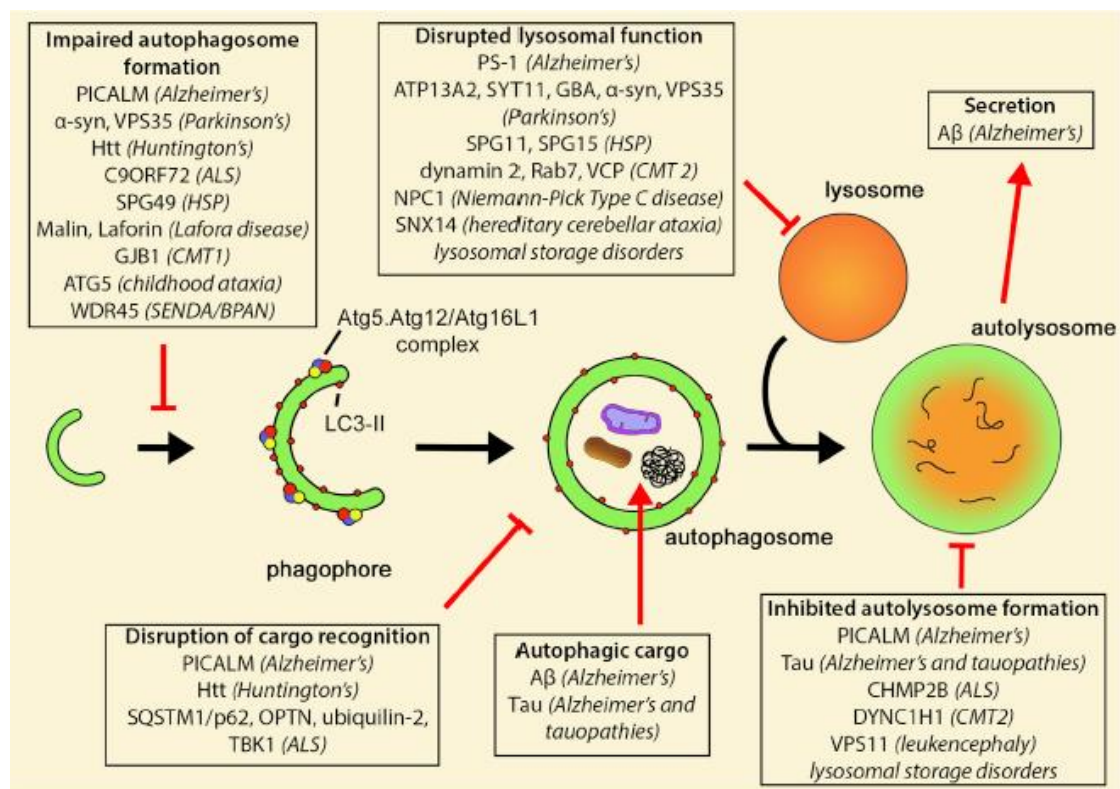 Impaired autophagosome
formation
PICALM (Alzheimer's)
α-syn, VPS35 (Parkinson's)
Htt (Huntington's)
C9ORF72 (ALS)
SPG49 (HSP)
Malin, Laforin (Lafora disease)
GJB1 (CMT1)
ATG5 (childhood ataxia)
WDR45 (SENDA/BPAN)
Disrupted lysosomal function
PS-1 (Alzheimer's)
ATP13A2, SYT11, GBA, α-syn, VPS35
(Parkinson's)
SPG11, SPG15 (HSP)
dynamin 2, Rab7, VCP (CMT 2)
NPC1 (Niemann-Pick Type C disease)
SNX14 (hereditary cerebellar ataxia)
lysosomal storage disorders
Secretion
Aβ (Alzheimer's)
lysosome
autolysosome
Atg5.Atg12/Atg16L1
complex
LC3-II
phagophore
autophagosome
Disruption of cargo recognition
PICALM (Alzheimer's)
Htt (Huntington's)
SQSTM1/p62, OPTN, ubiquilin-2,
TBK1 (ALS)
Autophagic cargo
Aβ (Alzheimer's)
Tau (Alzheimer's and
tauopathies)
Inhibited autolysosome formation
PICALM (Alzheimer's)
Tau (Alzheimer's and tauopathies)
CHMP2B (ALS)
DYNC1H1 (CMT2)
VPS11 (leukencephaly)
lysosomal storage disorders